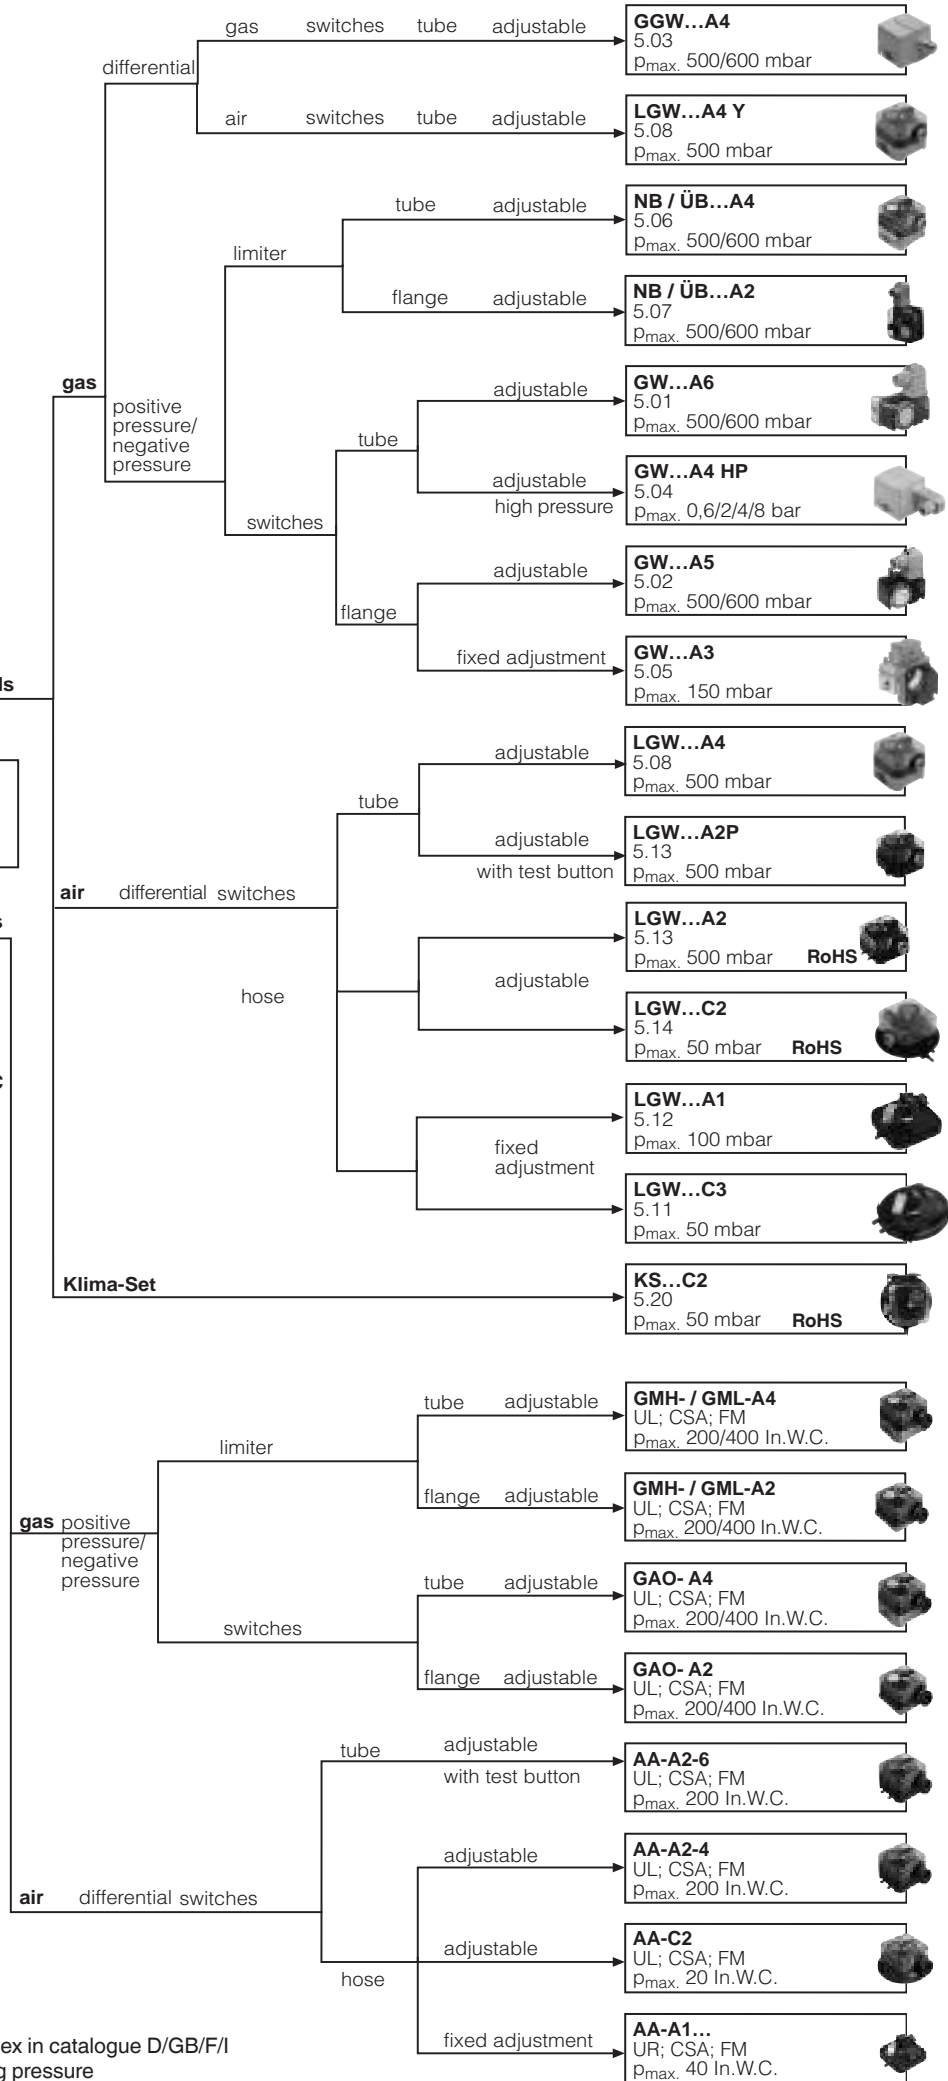 gas switches tube adjustable
GGW...A4
5.03
pmax. 500/600 mbar
differential
air switches tube adjustable
LGW...A4 Y
5.08
pmax. 500 mbar
tube adjustable
NB / ÜB...A4
5.06
pmax. 500/600 mbar
limiter
flange adjustable
NB / ÜB...A2
5.07
pmax. 500/600 mbar
gas
positive
pressure/
negative
pressure
adjustable
GW...A6
5.01
pmax. 500/600 mbar
tube
adjustable
high pressure
GW...A4 HP
5.04
pmax. 0,6/2/4/8 bar
switches
adjustable
GW...A5
5.02
pmax. 500/600 mbar
flange
fixed adjustment
GW...A3
5.05
pmax. 150 mbar
adjustable
LGW...A4
5.08
pmax. 500 mbar
tube
adjustable
with test button
LGW...A2P
5.13
pmax. 500 mbar
air differential switches
LGW...A2
5.13
pmax. 500 mbar RoHS
hose
adjustable
LGW...C2
5.14
pmax. 50 mbar RoHS
LGW...A1
5.12
pmax. 100 mbar
fixed
adjustment
LGW...C3
5.11
pmax. 50 mbar
Klima-Set
KS...C2
5.20
pmax. 50 mbar RoHS
tube adjustable
GMH- / GML-A4
UL; CSA; FM
pmax. 200/400 In.W.C.
limiter
flange adjustable
GMH- / GML-A2
UL; CSA; FM
pmax. 200/400 In.W.C.
gas positive
pressure/
negative
pressure
tube adjustable
GAO- A4
UL; CSA; FM
pmax. 200/400 In.W.C.
switches
flange adjustable
GAO- A2
UL; CSA; FM
pmax. 200/400 In.W.C.
tube adjustable
with test button
AA-A2-6
UL; CSA; FM
pmax. 200 In.W.C.
adjustable
AA-A2-4
UL; CSA; FM
pmax. 200 In.W.C.
air differential switches
adjustable
AA-C2
UL; CSA; FM
pmax. 20 In.W.C.
hose
fixed adjustment
AA-A1...
UR; CSA; FM
pmax. 40 In.W.C.
ex in catalogue D/GB/F/I
g pressure